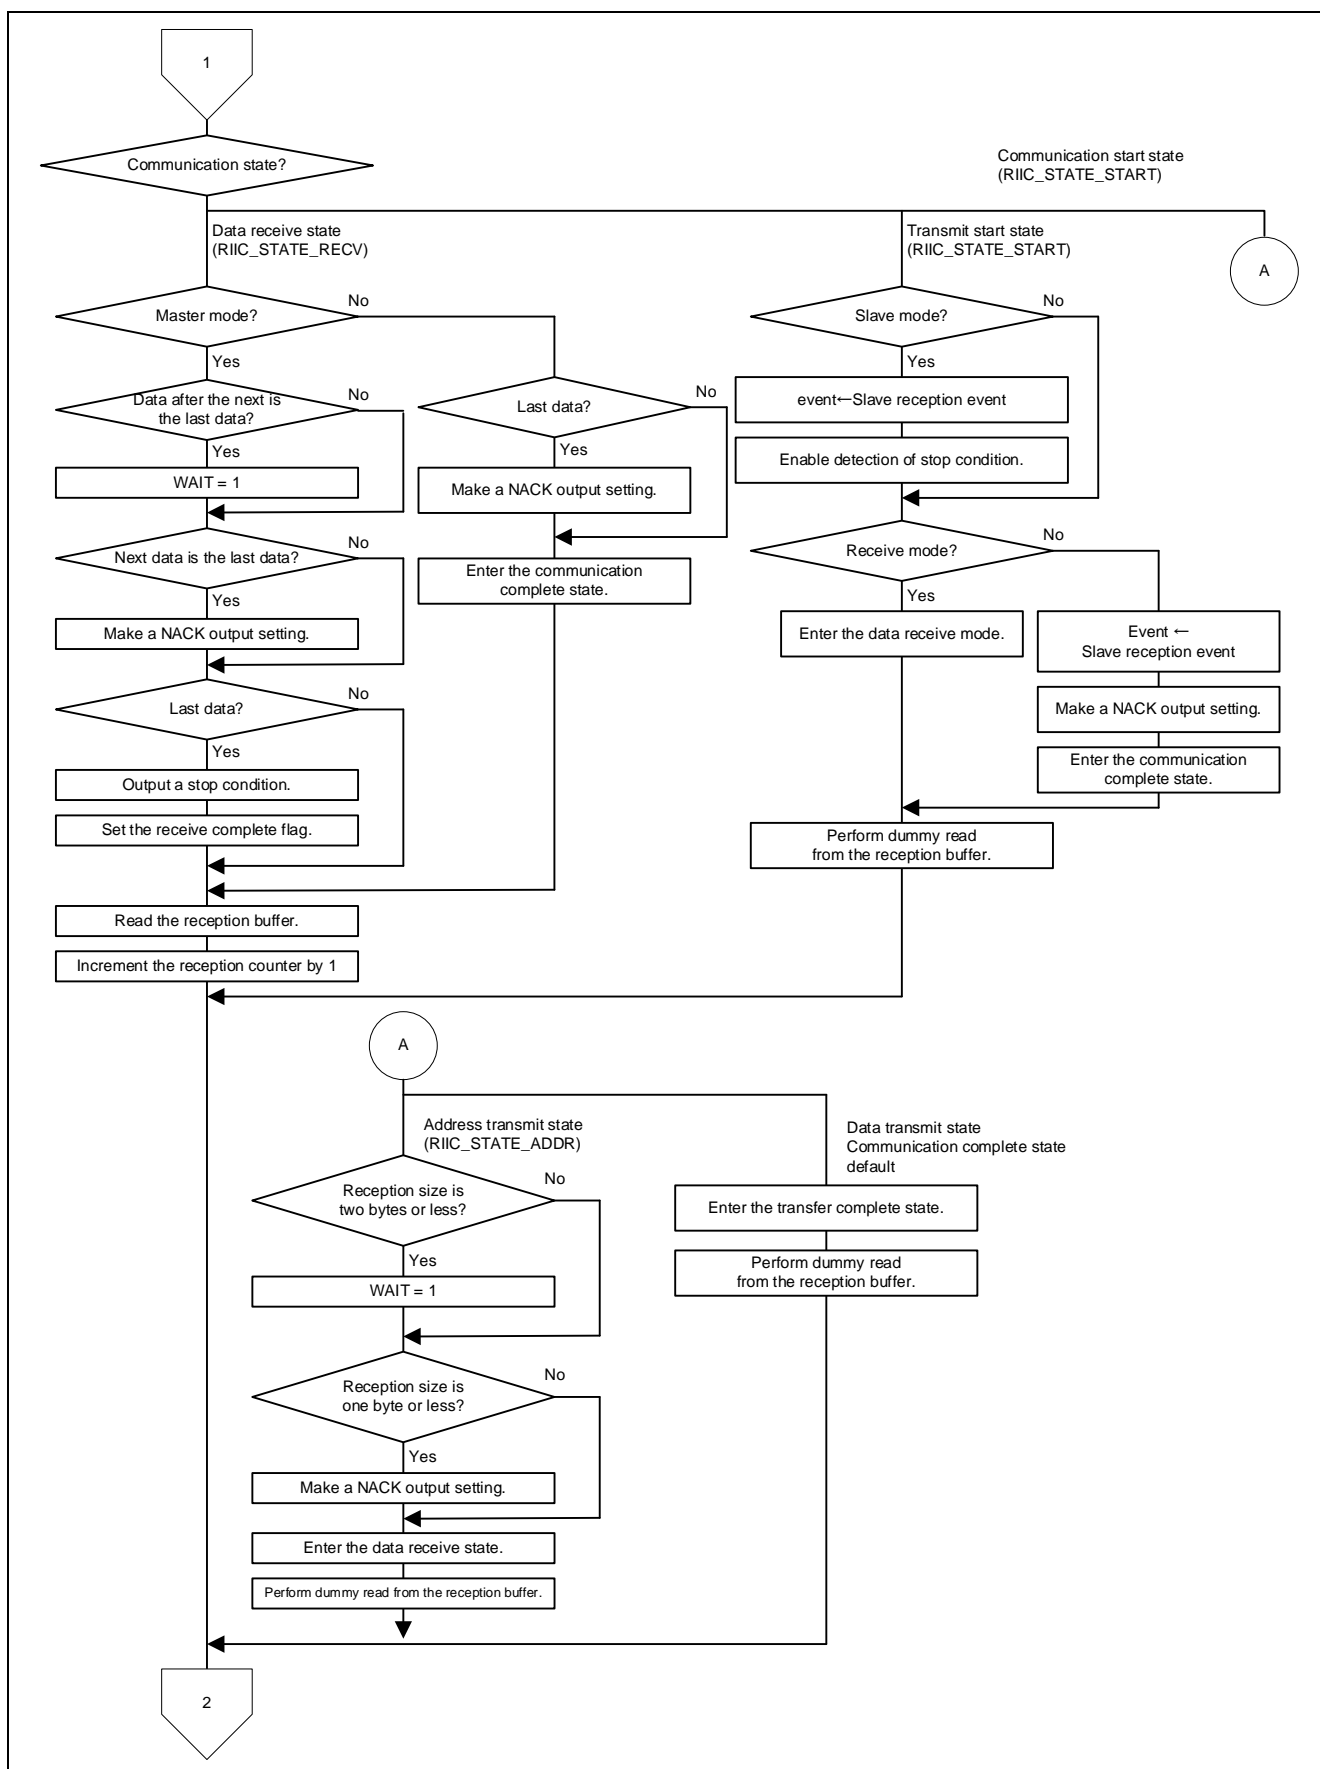 1
Communication state?
Communication start state
(RIIC_STATE_START)
Data receive state
(RIIC_STATE_RECV)
Transmit start state
(RIIC_STATE_START)
A
Master mode?
No
Yes
Data after the next is
the last data?
No
Yes
WAIT = 1
Next data is the last data?
No
Yes
Make a NACK output setting.
Last data?
No
Yes
Output a stop condition.
Set the receive complete flag.
Read the reception buffer.
Increment the reception counter by 1
Last data?
No
Yes
Make a NACK output setting.
Enter the communication
complete state.
Slave mode?
No
Yes
event←Slave reception event
Enable detection of stop condition.
Receive mode?
No
Yes
Enter the data receive mode.
Event ←
Slave reception event
Make a NACK output setting.
Enter the communication
complete state.
Perform dummy read
from the reception buffer.
A
Address transmit state
(RIIC_STATE_ADDR)
Data transmit state
Communication complete state
default
Reception size is
two bytes or less?
No
Yes
WAIT = 1
Reception size is
one byte or less?
No
Yes
Make a NACK output setting.
Enter the data receive state.
Perform dummy read from the reception buffer.
Enter the transfer complete state.
Perform dummy read
from the reception buffer.
2